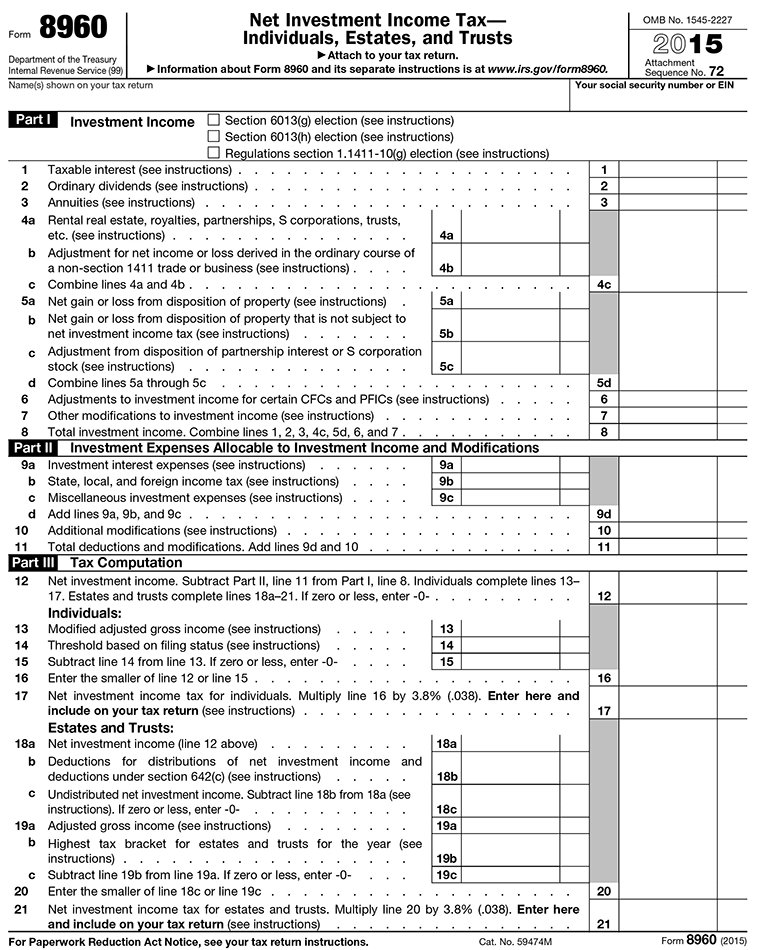 Form 8960
Department of the Treasury
Internal Revenue Service (99)
Net Investment Income Tax—
Individuals, Estates, and Trusts
▶ Attach to your tax return.
▶ Information about Form 8960 and its separate instructions is at www.irs.gov/form8960.
OMB No. 1545-2227
2015
Attachment
Sequence No. 72
Name(s) shown on your tax return
Your social security number or EIN
Part I Investment Income
Section 6013(g) election (see instructions)
Section 6013(h) election (see instructions)
Regulations section 1.1411-10(g) election (see instructions)
1 Taxable interest (see instructions) . . . 1
2 Ordinary dividends (see instructions) . . . 2
3 Annuities (see instructions) . . . 3
4a Rental real estate, royalties, partnerships, S corporations, trusts,
etc. (see instructions) . . . 4a
b Adjustment for net income or loss derived in the ordinary course of
a non-section 1411 trade or business (see instructions) . . . 4b
c Combine lines 4a and 4b . . . 4c
5a Net gain or loss from disposition of property (see instructions) . 5a
b Net gain or loss from disposition of property that is not subject to
net investment income tax (see instructions) . . . 5b
c Adjustment from disposition of partnership interest or S corporation
stock (see instructions) . . . 5c
d Combine lines 5a through 5c . . . 5d
6 Adjustments to investment income for certain CFCs and PFICs (see instructions) . . . 6
7 Other modifications to investment income (see instructions) . . . 7
8 Total investment income. Combine lines 1, 2, 3, 4c, 5d, 6, and 7 . . . 8
Part II Investment Expenses Allocable to Investment Income and Modifications
9a Investment interest expenses (see instructions) . . . 9a
b State, local, and foreign income tax (see instructions) . . . 9b
c Miscellaneous investment expenses (see instructions) . . . 9c
d Add lines 9a, 9b, and 9c . . . 9d
10 Additional modifications (see instructions) . . . 10
11 Total deductions and modifications. Add lines 9d and 10 . . . 11
Part III Tax Computation
12 Net investment income. Subtract Part II, line 11 from Part I, line 8. Individuals complete lines 13–
17. Estates and trusts complete lines 18a–21. If zero or less, enter -0- . . . 12
Individuals:
13 Modified adjusted gross income (see instructions) . . . 13
14 Threshold based on filing status (see instructions) . . . 14
15 Subtract line 14 from line 13. If zero or less, enter -0- . . . 15
16 Enter the smaller of line 12 or line 15 . . . 16
17 Net investment income tax for individuals. Multiply line 16 by 3.8% (.038). Enter here and
include on your tax return (see instructions) . . . 17
Estates and Trusts:
18a Net investment income (line 12 above) . . . 18a
b Deductions for distributions of net investment income and
deductions under section 642(c) (see instructions) . . . 18b
c Undistributed net investment income. Subtract line 18b from 18a (see
instructions). If zero or less, enter -0- . . . 18c
19a Adjusted gross income (see instructions) . . . 19a
b Highest tax bracket for estates and trusts for the year (see
instructions) . . . 19b
c Subtract line 19b from line 19a. If zero or less, enter -0- . . . 19c
20 Enter the smaller of line 18c or line 19c . . . 20
21 Net investment income tax for estates and trusts. Multiply line 20 by 3.8% (.038). Enter here
and include on your tax return (see instructions) . . . 21
For Paperwork Reduction Act Notice, see your tax return instructions. Cat. No. 59474M Form 8960 (2015)